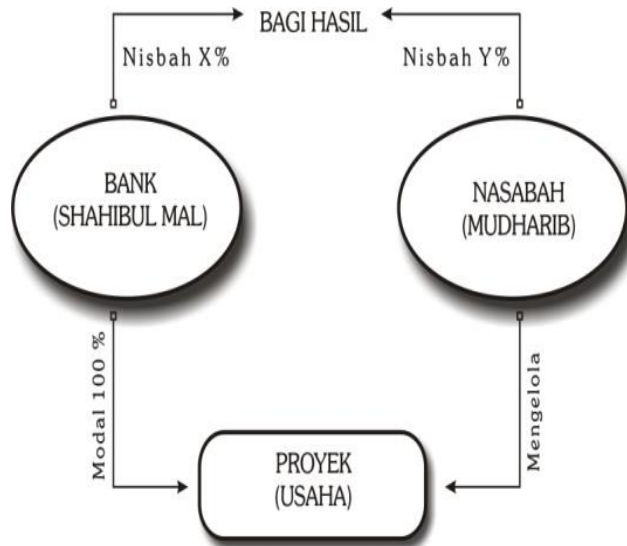 BAGI HASIL
Nisbah X%
Nisbah Y%
BANK
(SHAHIBUL MAL)
NASABAH
(MUDHARIB)
Modal 100 %
Mengelola
PROYEK
(USAHA)